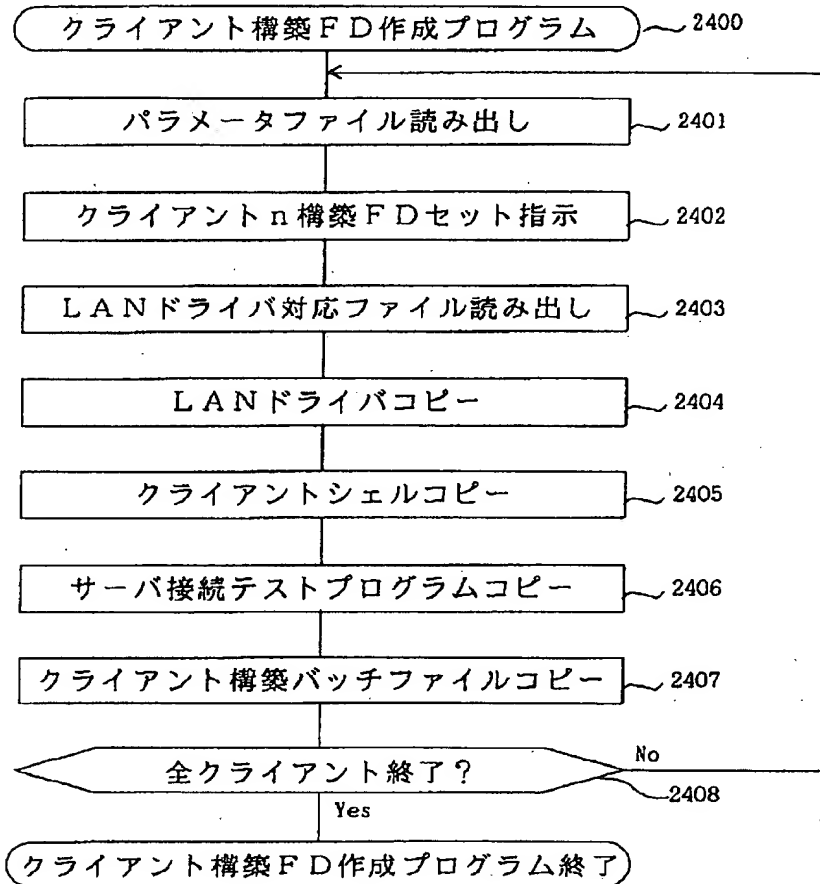 クライアント構築ＦＤ作成プログラム 2400
パラメータファイル読み出し 2401
クライアントｎ構築ＦＤセット指示 2402
ＬＡＮドライバ対応ファイル読み出し 2403
ＬＡＮドライバコピー 2404
クライアントシェルコピー 2405
サーバ接続テストプログラムコピー 2406
クライアント構築バッチファイルコピー 2407
全クライアント終了？ No
2408
Yes
クライアント構築ＦＤ作成プログラム終了